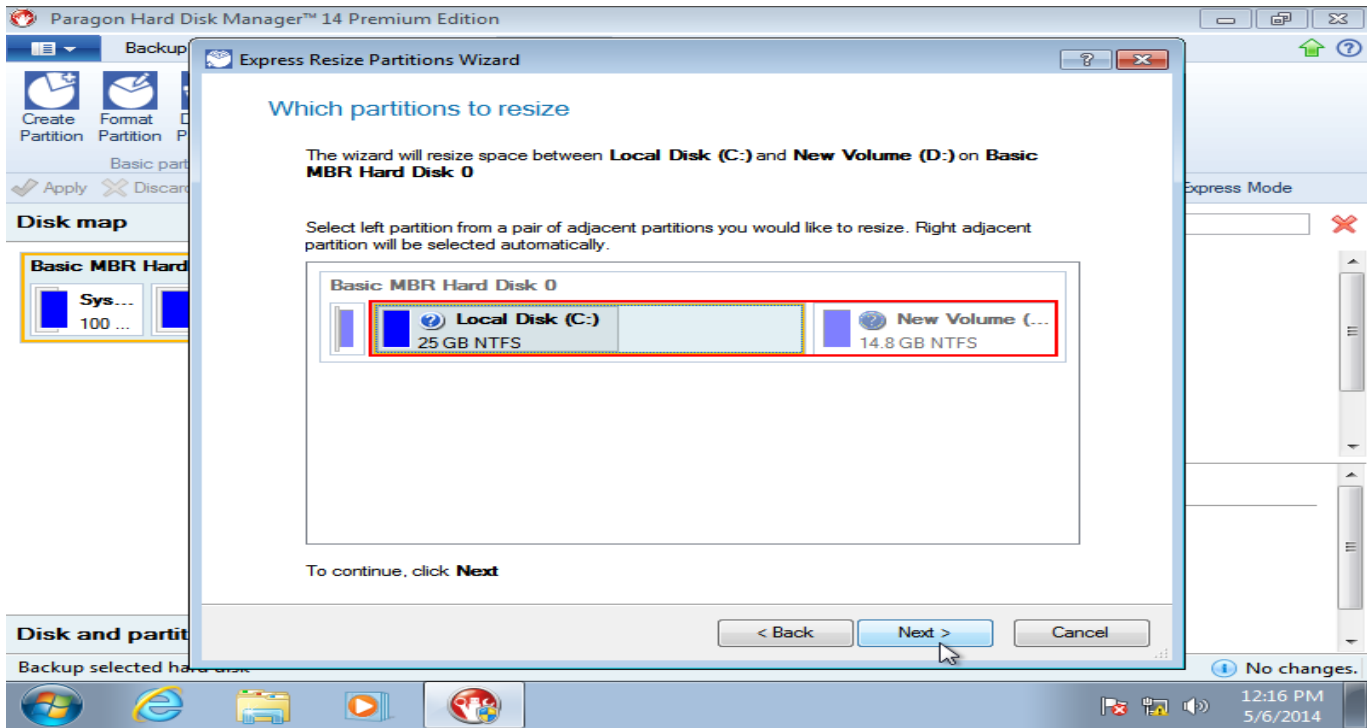 Paragon Hard Disk Manager™ 14 Premium Edition
Backup
Express Resize Partitions Wizard
Create Partition
Format Partition
Basic part
Apply
Discard
Express Mode
Disk map
Basic MBR Hard
Sys...
100 ...
Which partitions to resize
The wizard will resize space between Local Disk (C:) and New Volume (D:) on Basic
MBR Hard Disk 0
Select left partition from a pair of adjacent partitions you would like to resize. Right adjacent
partition will be selected automatically.
Basic MBR Hard Disk 0
Local Disk (C:)
25 GB NTFS
New Volume (...
14.8 GB NTFS
To continue, click Next
< Back
Next >
Cancel
Disk and partit
Backup selected hard disk
No changes.
12:16 PM
5/6/2014